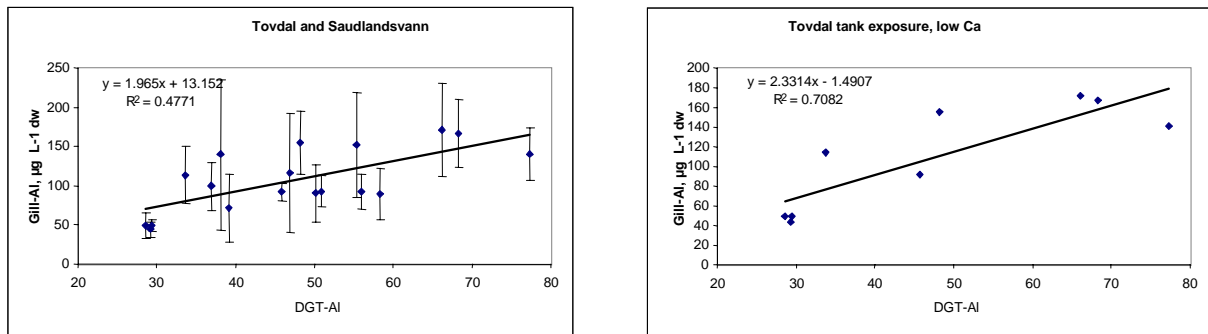 Tovdal and Saudlandsvann
y = 1.965x + 13.152
R² = 0.4771
250
200
150
100
50
0
Gill-Al, µg L-1 dw
20 30 40 50 60 70 80
DGT-Al
Tovdal tank exposure, low Ca
y = 2.3314x - 1.4907
R² = 0.7082
200
180
160
140
120
100
80
60
40
20
0
Gill-Al, µg L-1 dw
20 30 40 50 60 70 80
DGT-Al